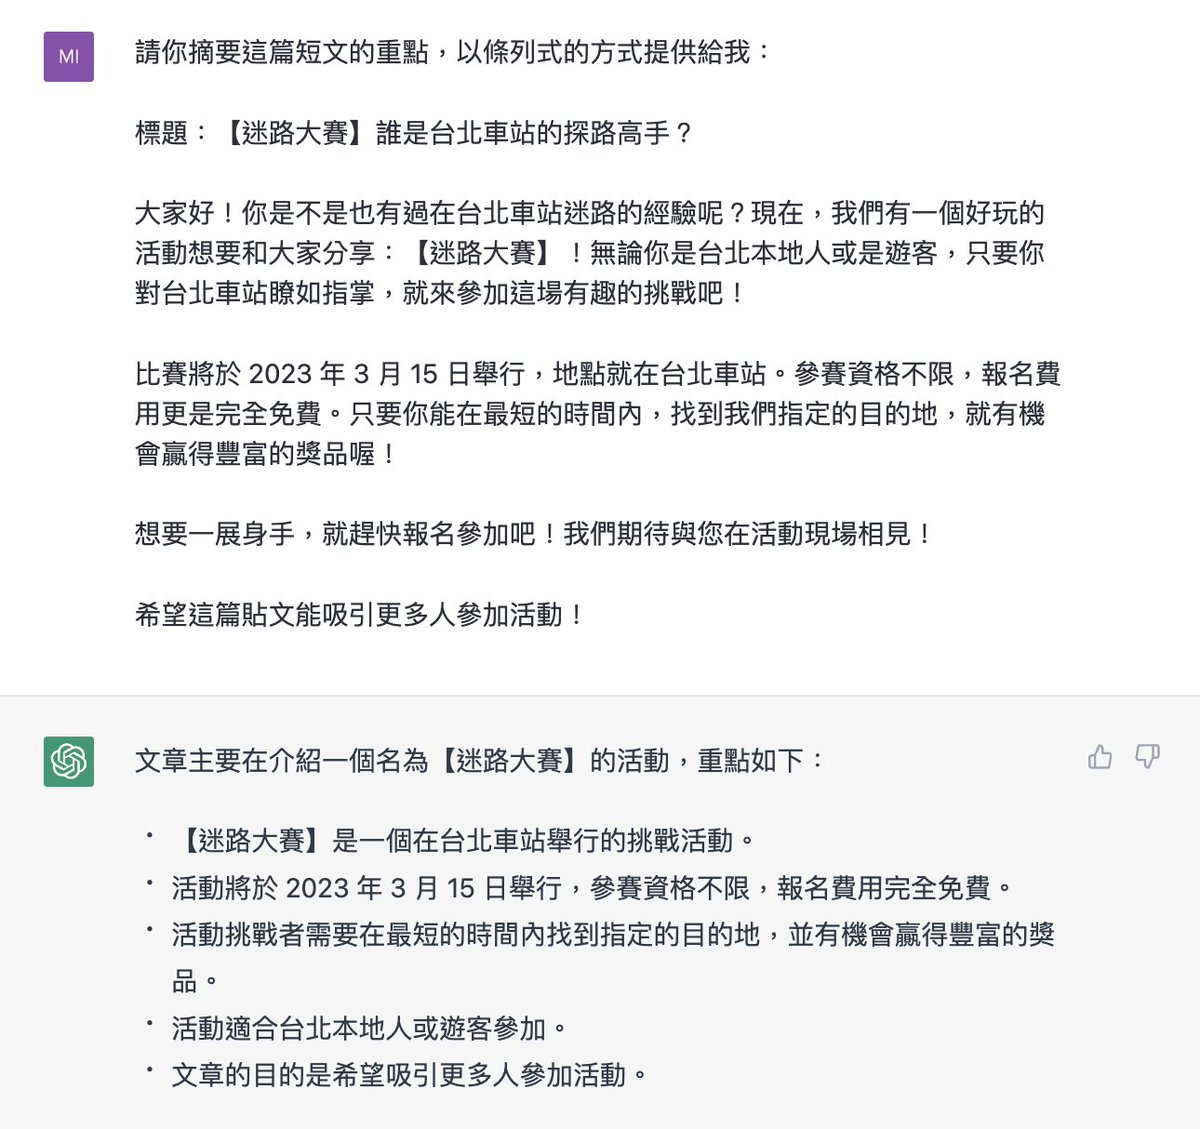 MI
請你摘要這篇短文的重點，以條列式的方式提供給我：
標題：【迷路大賽】誰是台北車站的探路高手？
大家好！你是不是也有過在台北車站迷路的經驗呢？現在，我們有一個好玩的
活動想要和大家分享：【迷路大賽】！無論你是台北本地人或是遊客，只要你
對台北車站瞭如指掌，就來參加這場有趣的挑戰吧！
比賽將於 2023 年 3 月 15 日舉行，地點就在台北車站。參賽資格不限，報名費
用更是完全免費。只要你能在最短的時間內，找到我們指定的目的地，就有機
會贏得豐富的獎品喔！
想要一展身手，就趕快報名參加吧！我們期待與您在活動現場相見！
希望這篇貼文能吸引更多人參加活動！
文章主要在介紹一個名為【迷路大賽】的活動，重點如下：
• 【迷路大賽】是一個在台北車站舉行的挑戰活動。
• 活動將於 2023 年 3 月 15 日舉行，參賽資格不限，報名費用完全免費。
• 活動挑戰者需要在最短的時間內找到指定的目的地，並有機會贏得豐富的獎
品。
• 活動適合台北本地人或遊客參加。
• 文章的目的是希望吸引更多人參加活動。